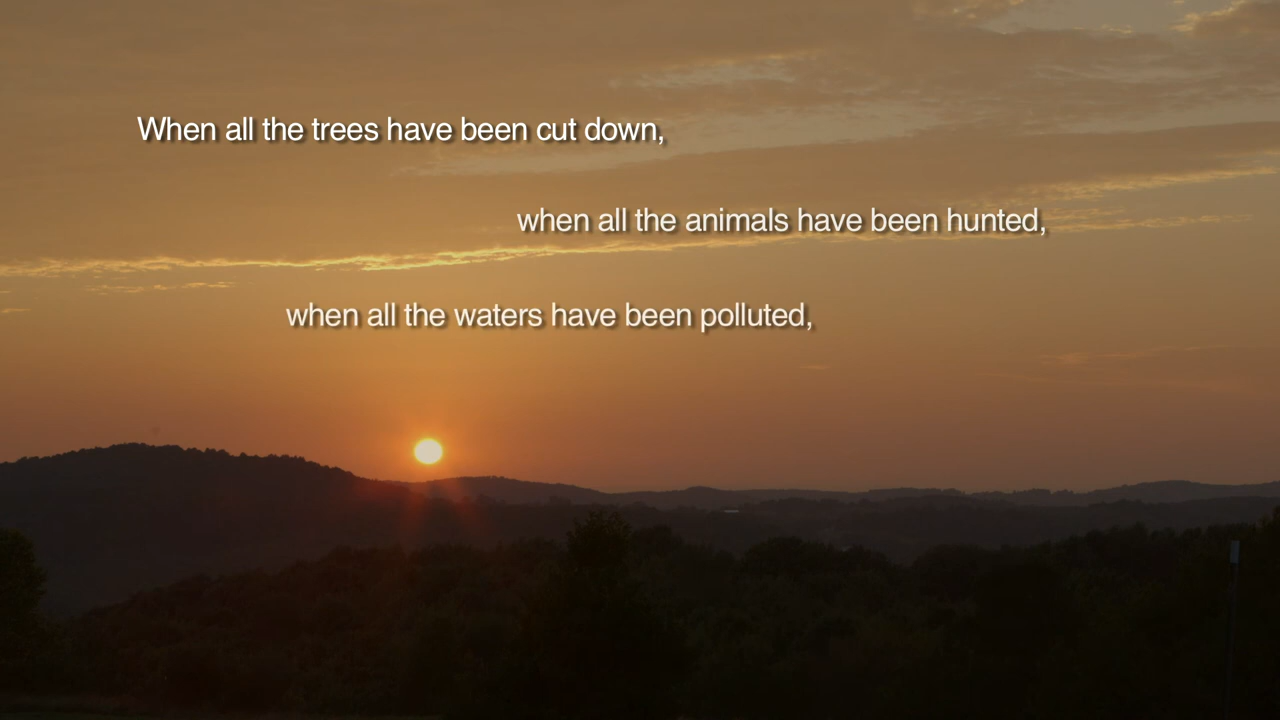 When all the trees have been cut down,
when all the animals have been hunted,
when all the waters have been polluted,